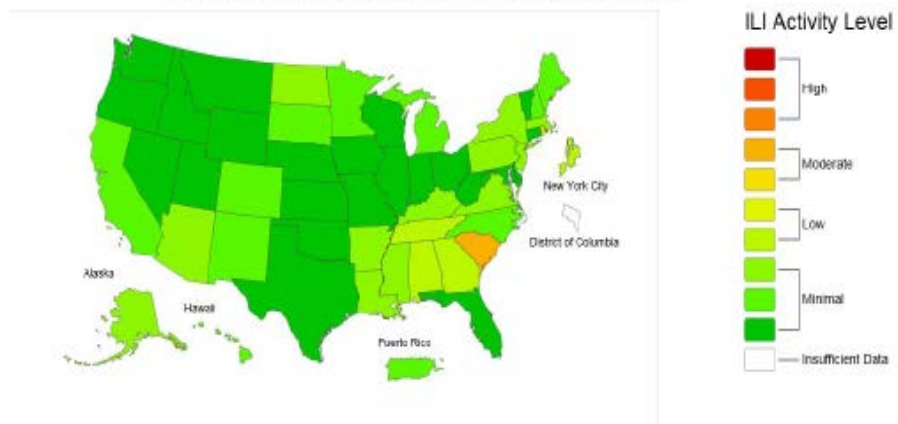 ILI Activity Level
High
Moderate
Low
Minimal
Insufficient Data
New York City
District of Columbia
Alaska
Hawaii
Puerto Rico